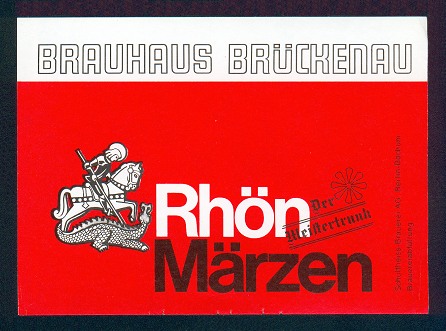 BRAUHAUS BRÜCKENAU
Rhön
Märzen
Der
Meistertrunk